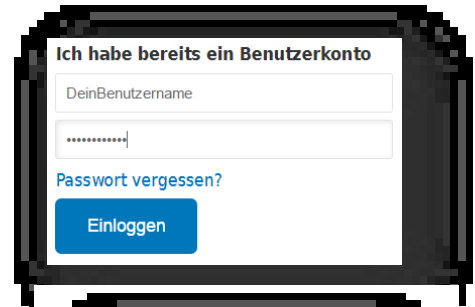 Ich habe bereits ein Benutzerkonto
DeinBenutzername
••••••••••••
Passwort vergessen?
Einloggen